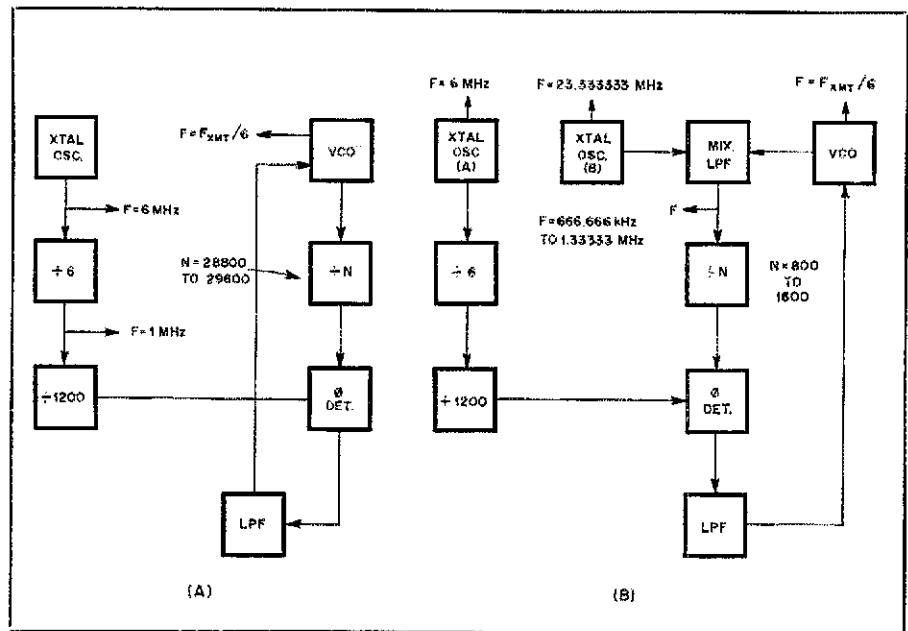 XTAL
OSC.
F=6 MHz
÷6
F=1 MHz
÷1200
F=F_XMT/6
VCO
N=28800
TO 29600
÷N
Ø
DET.
LPF
(A)
F=6 MHz
XTAL
OSC
(A)
÷6
÷1200
F=23.333333 MHz
XTAL
OSC.
(B)
MIX.
LPF
F=F_XMT/6
VCO
F
F=666.666 kHz
TO 1.33333 MHz
÷N
N=800
TO
1600
Ø
DET.
LPF
(B)